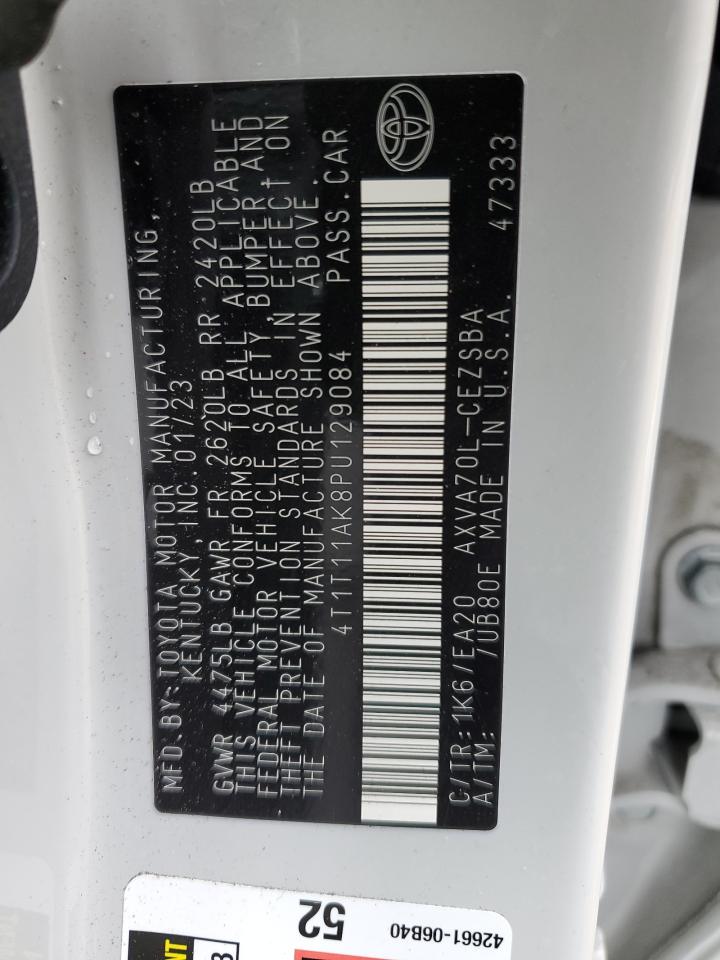 MFD.BY:TOYOTA MOTOR MANUFACTURING,
KENTUCKY,INC.01/23
GVWR 4475LB GAWR FR 2620LB RR 2420LB
THIS VEHICLE CONFORMS TO ALL APPLICABLE
FEDERAL MOTOR VEHICLE SAFETY,BUMPER,AND
THEFT PREVENTION STANDARDS IN EFFECT ON
THE DATE OF MANUFACTURE SHOWN ABOVE.
4T1T11AK8PU129084 PASS.CAR
C/TR:1K6/EA20 AXVA70L-CEZSBA
A/TM: /UB80E MADE IN U.S.A. 47333
52
42661-06B40